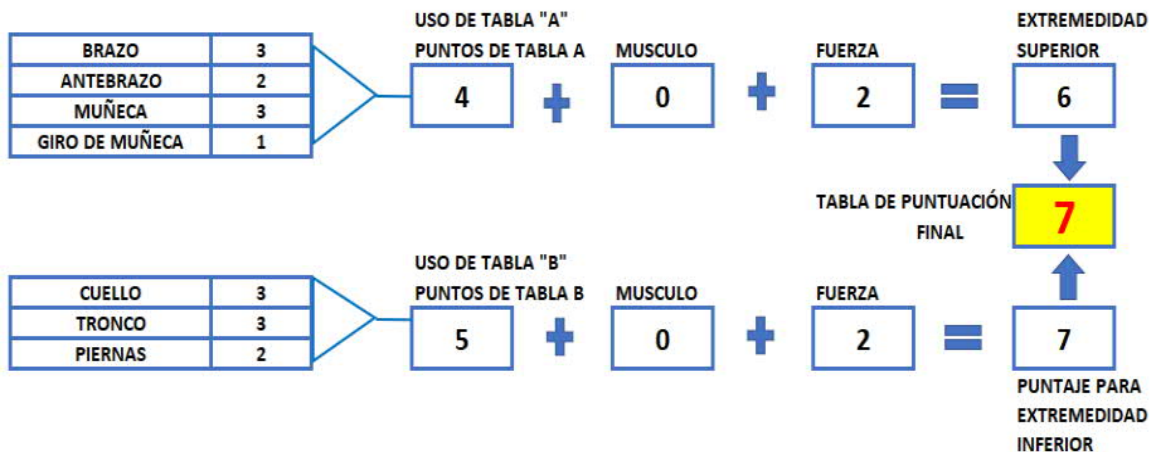 USO DE TABLA "A"
PUNTOS DE TABLA A
MUSCULO
FUERZA
EXTREMEDIDAD
SUPERIOR
BRAZO 3
ANTEBRAZO 2
MUÑECA 3
GIRO DE MUÑECA 1
4 + 0 + 2 = 6
TABLA DE PUNTUACIÓN
FINAL
7
USO DE TABLA "B"
PUNTOS DE TABLA B
MUSCULO
FUERZA
CUELLO 3
TRONCO 3
PIERNAS 2
5 + 0 + 2 = 7
PUNTAJE PARA
EXTREMEDIDAD
INFERIOR